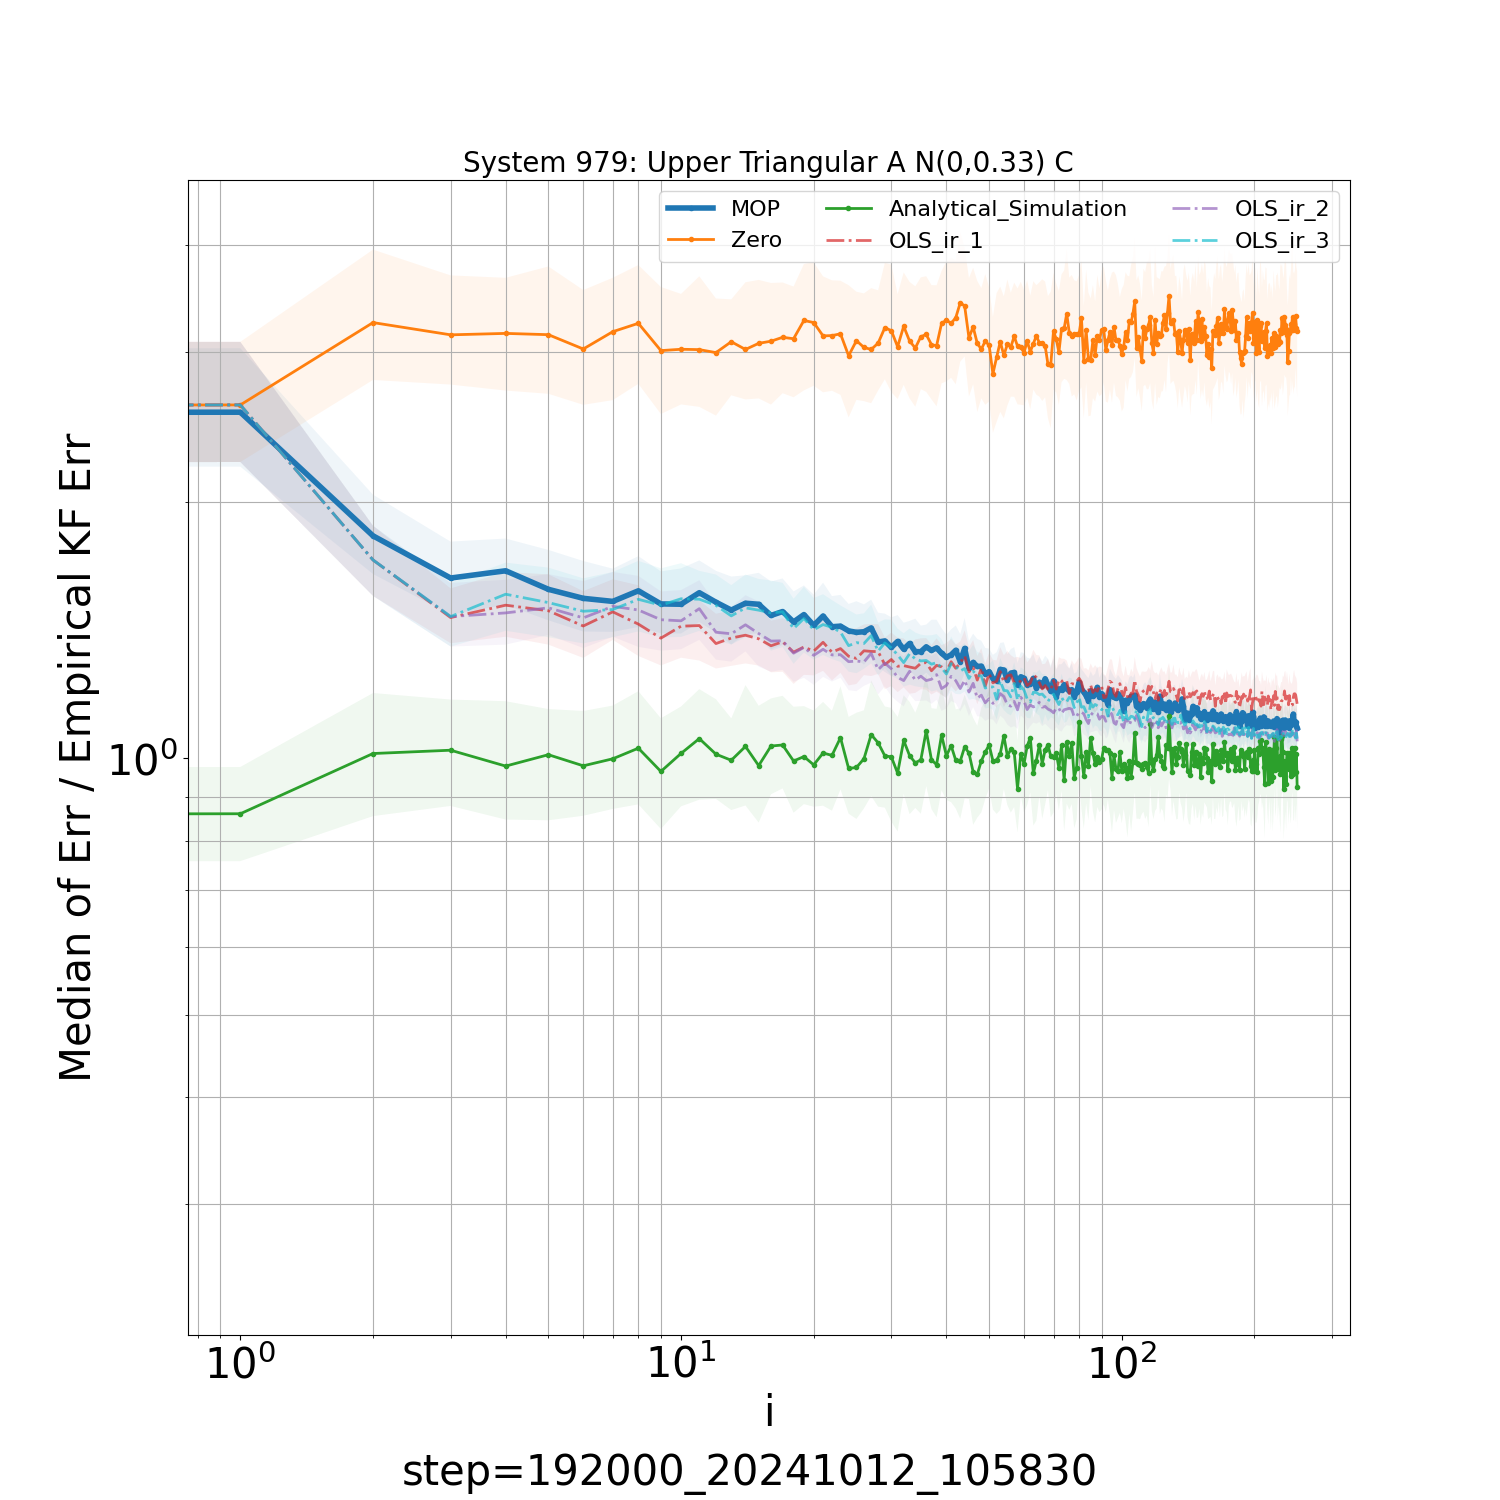 System 979: Upper Triangular A N(0,0.33) C
MOP
Zero
Analytical_Simulation
OLS_ir_1
OLS_ir_2
OLS_ir_3
Median of Err / Empirical KF Err
10⁰
10⁰ 10¹ 10²
i
step=192000_20241012_105830